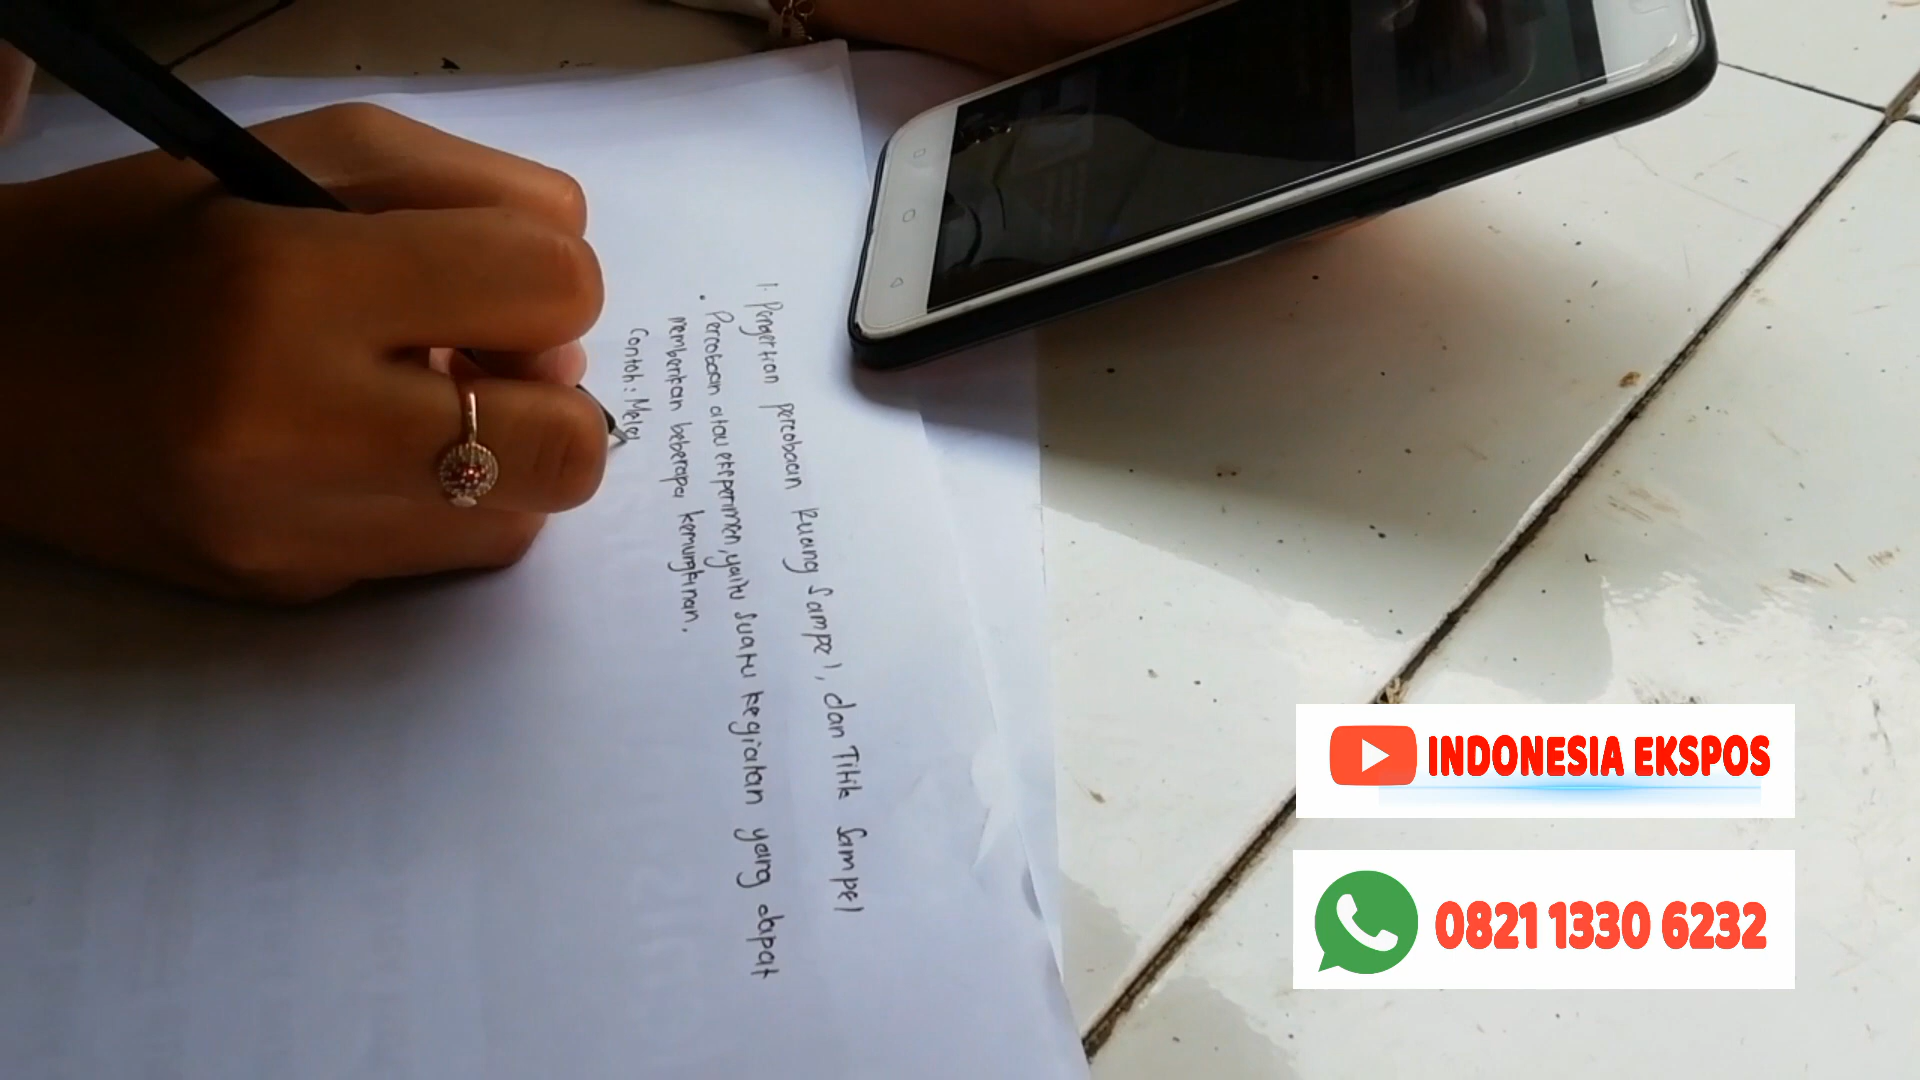 1. Pengertian percobaan Ruang Sampel, dan Titik Sampel
• Percobaan atau eksperimen, yaitu suatu kegiatan yang dapat
memberikan beberapa kemungkinan.
Contoh: Mele
INDONESIA EKSPOS
0821 1330 6232